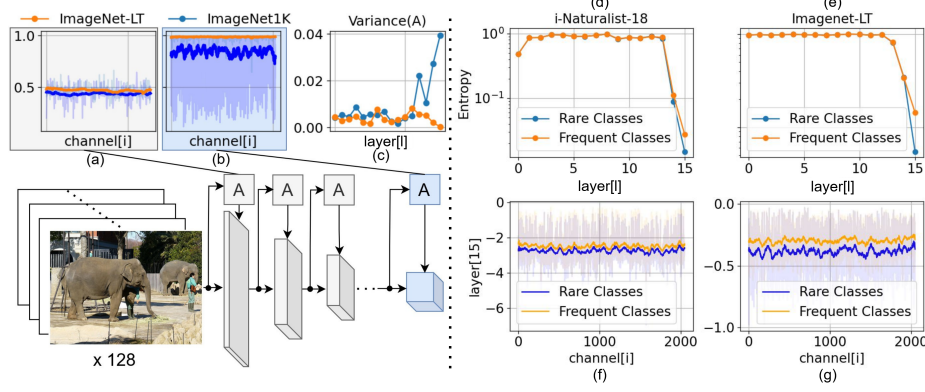 ImageNet-LT
ImageNet1K
1.0
0.5
channel[i]
(a)
channel[i]
(b)
Variance(A)
0.04
0.02
0.00
layer[l]
(c)
A
A
A
A
x 128
(d)
i-Naturalist-18
10⁰
10⁻¹
Entropy
Rare Classes
Frequent Classes
0
5
10
15
layer[l]
(e)
Imagenet-LT
Rare Classes
Frequent Classes
0
5
10
15
layer[l]
0
−2
−4
−6
layer[15]
Rare Classes
Frequent Classes
0
1000
2000
channel[i]
(f)
0.0
−0.5
−1.0
Rare Classes
Frequent Classes
0
1000
2000
channel[i]
(g)